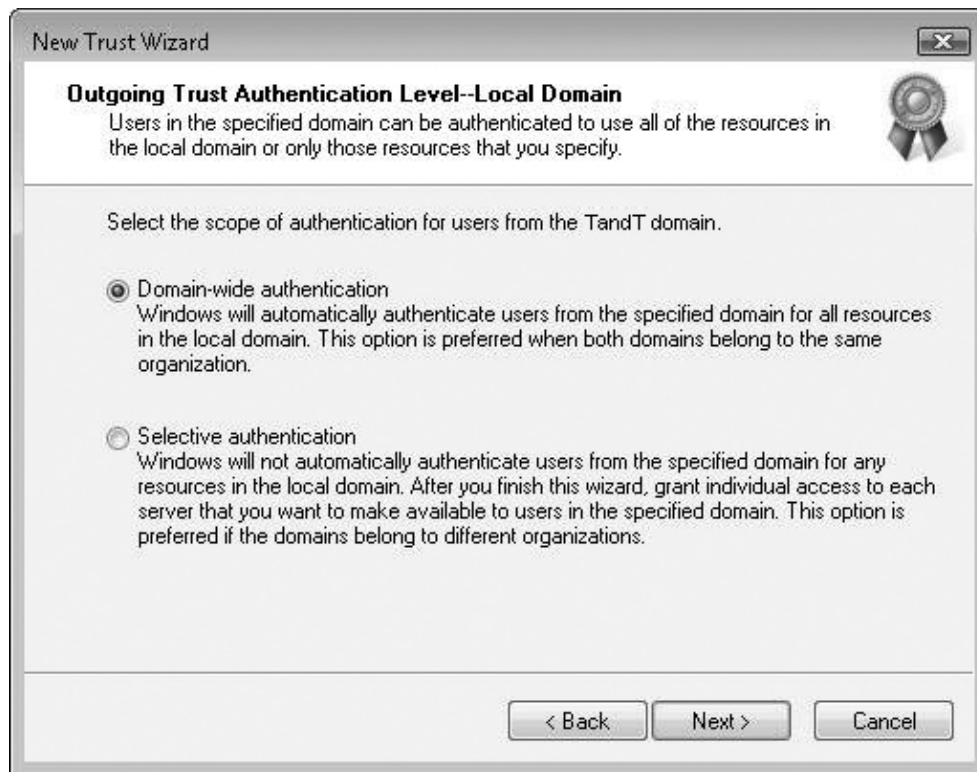 New Trust Wizard
Outgoing Trust Authentication Level--Local Domain
Users in the specified domain can be authenticated to use all of the resources in
the local domain or only those resources that you specify.
Select the scope of authentication for users from the TandT domain.
Domain-wide authentication
Windows will automatically authenticate users from the specified domain for all resources
in the local domain. This option is preferred when both domains belong to the same
organization.
Selective authentication
Windows will not automatically authenticate users from the specified domain for any
resources in the local domain. After you finish this wizard, grant individual access to each
server that you want to make available to users in the specified domain. This option is
preferred if the domains belong to different organizations.
< Back
Next >
Cancel